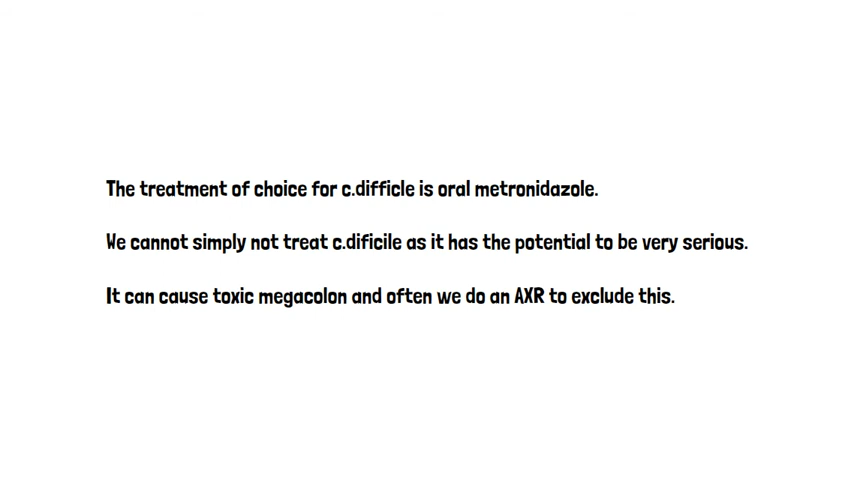 The treatment of choice for c.difficle is oral metronidazole.
We cannot simply not treat c.dificile as it has the potential to be very serious.
It can cause toxic megacolon and often we do an AXR to exclude this.